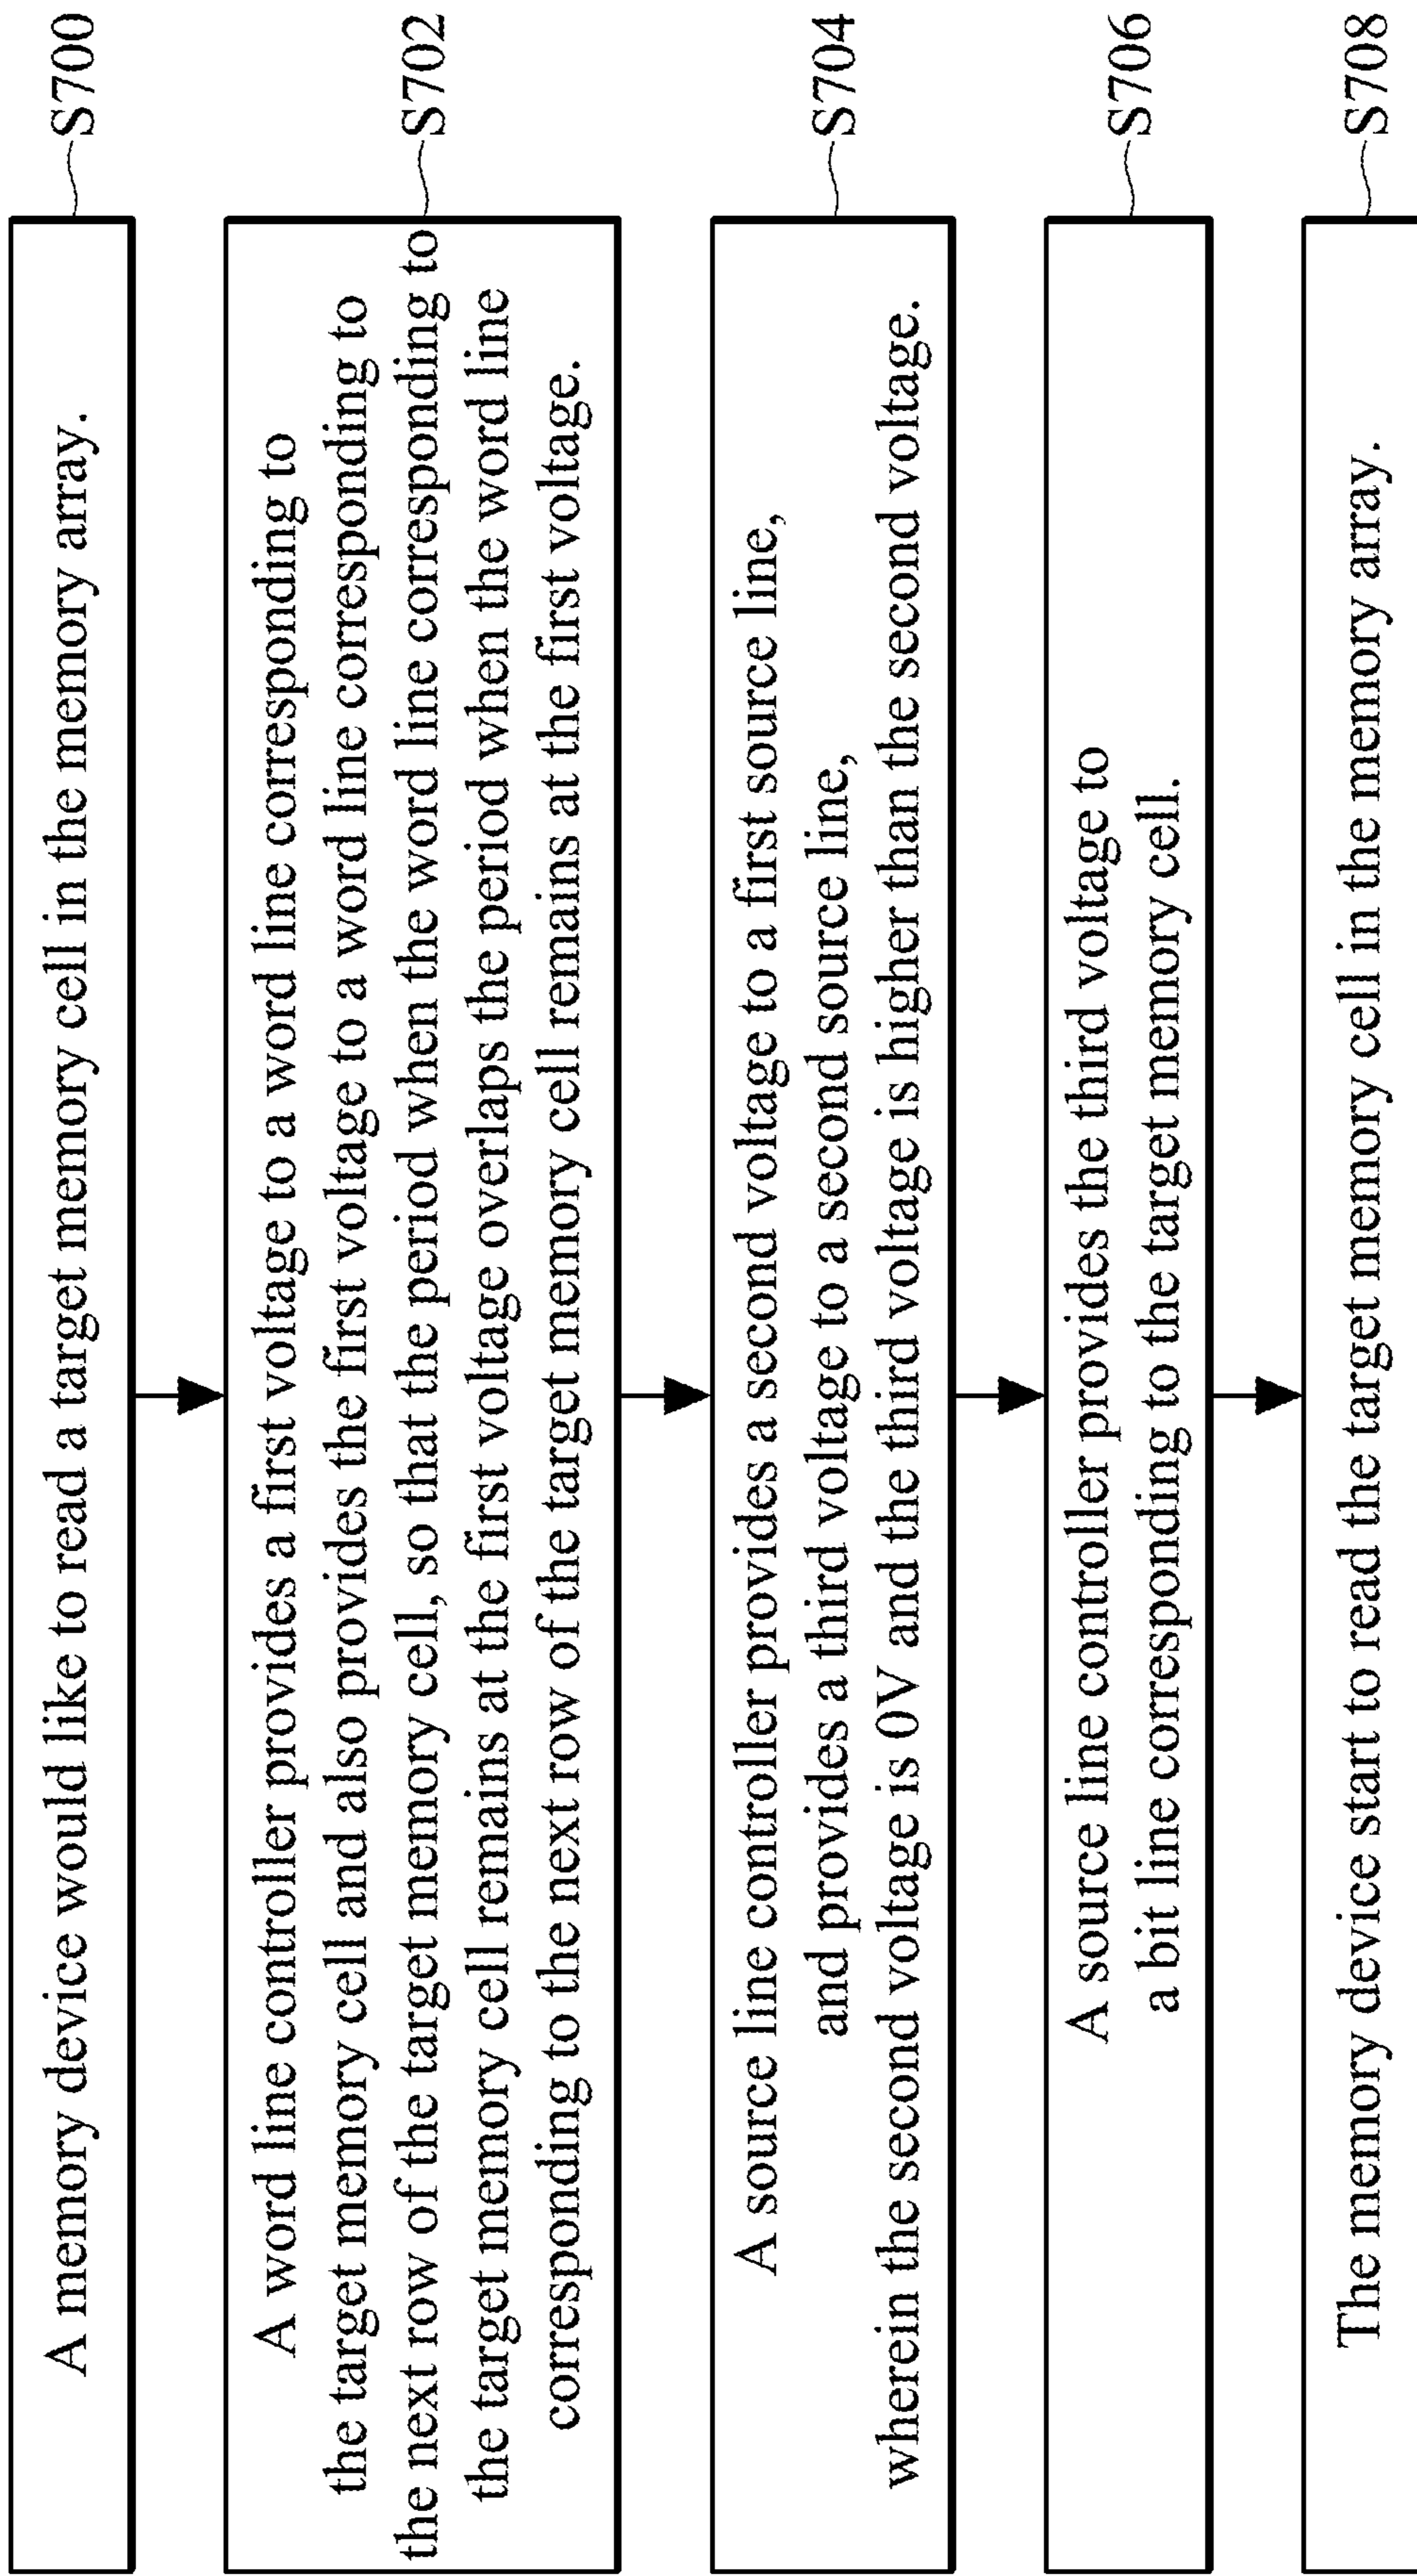 A memory device would like to read a target memory cell in the memory array.
S700
A word line controller provides a first voltage to a word line corresponding to
the target memory cell and also provides the first voltage to a word line corresponding to
the next row of the target memory cell, so that the period when the word line corresponding to
the target memory cell remains at the first voltage overlaps the period when the word line
corresponding to the next row of the target memory cell remains at the first voltage.
S702
A source line controller provides a second voltage to a first source line,
and provides a third voltage to a second source line,
wherein the second voltage is 0V and the third voltage is higher than the second voltage.
S704
A source line controller provides the third voltage to
a bit line corresponding to the target memory cell.
S706
The memory device start to read the target memory cell in the memory array.
S708